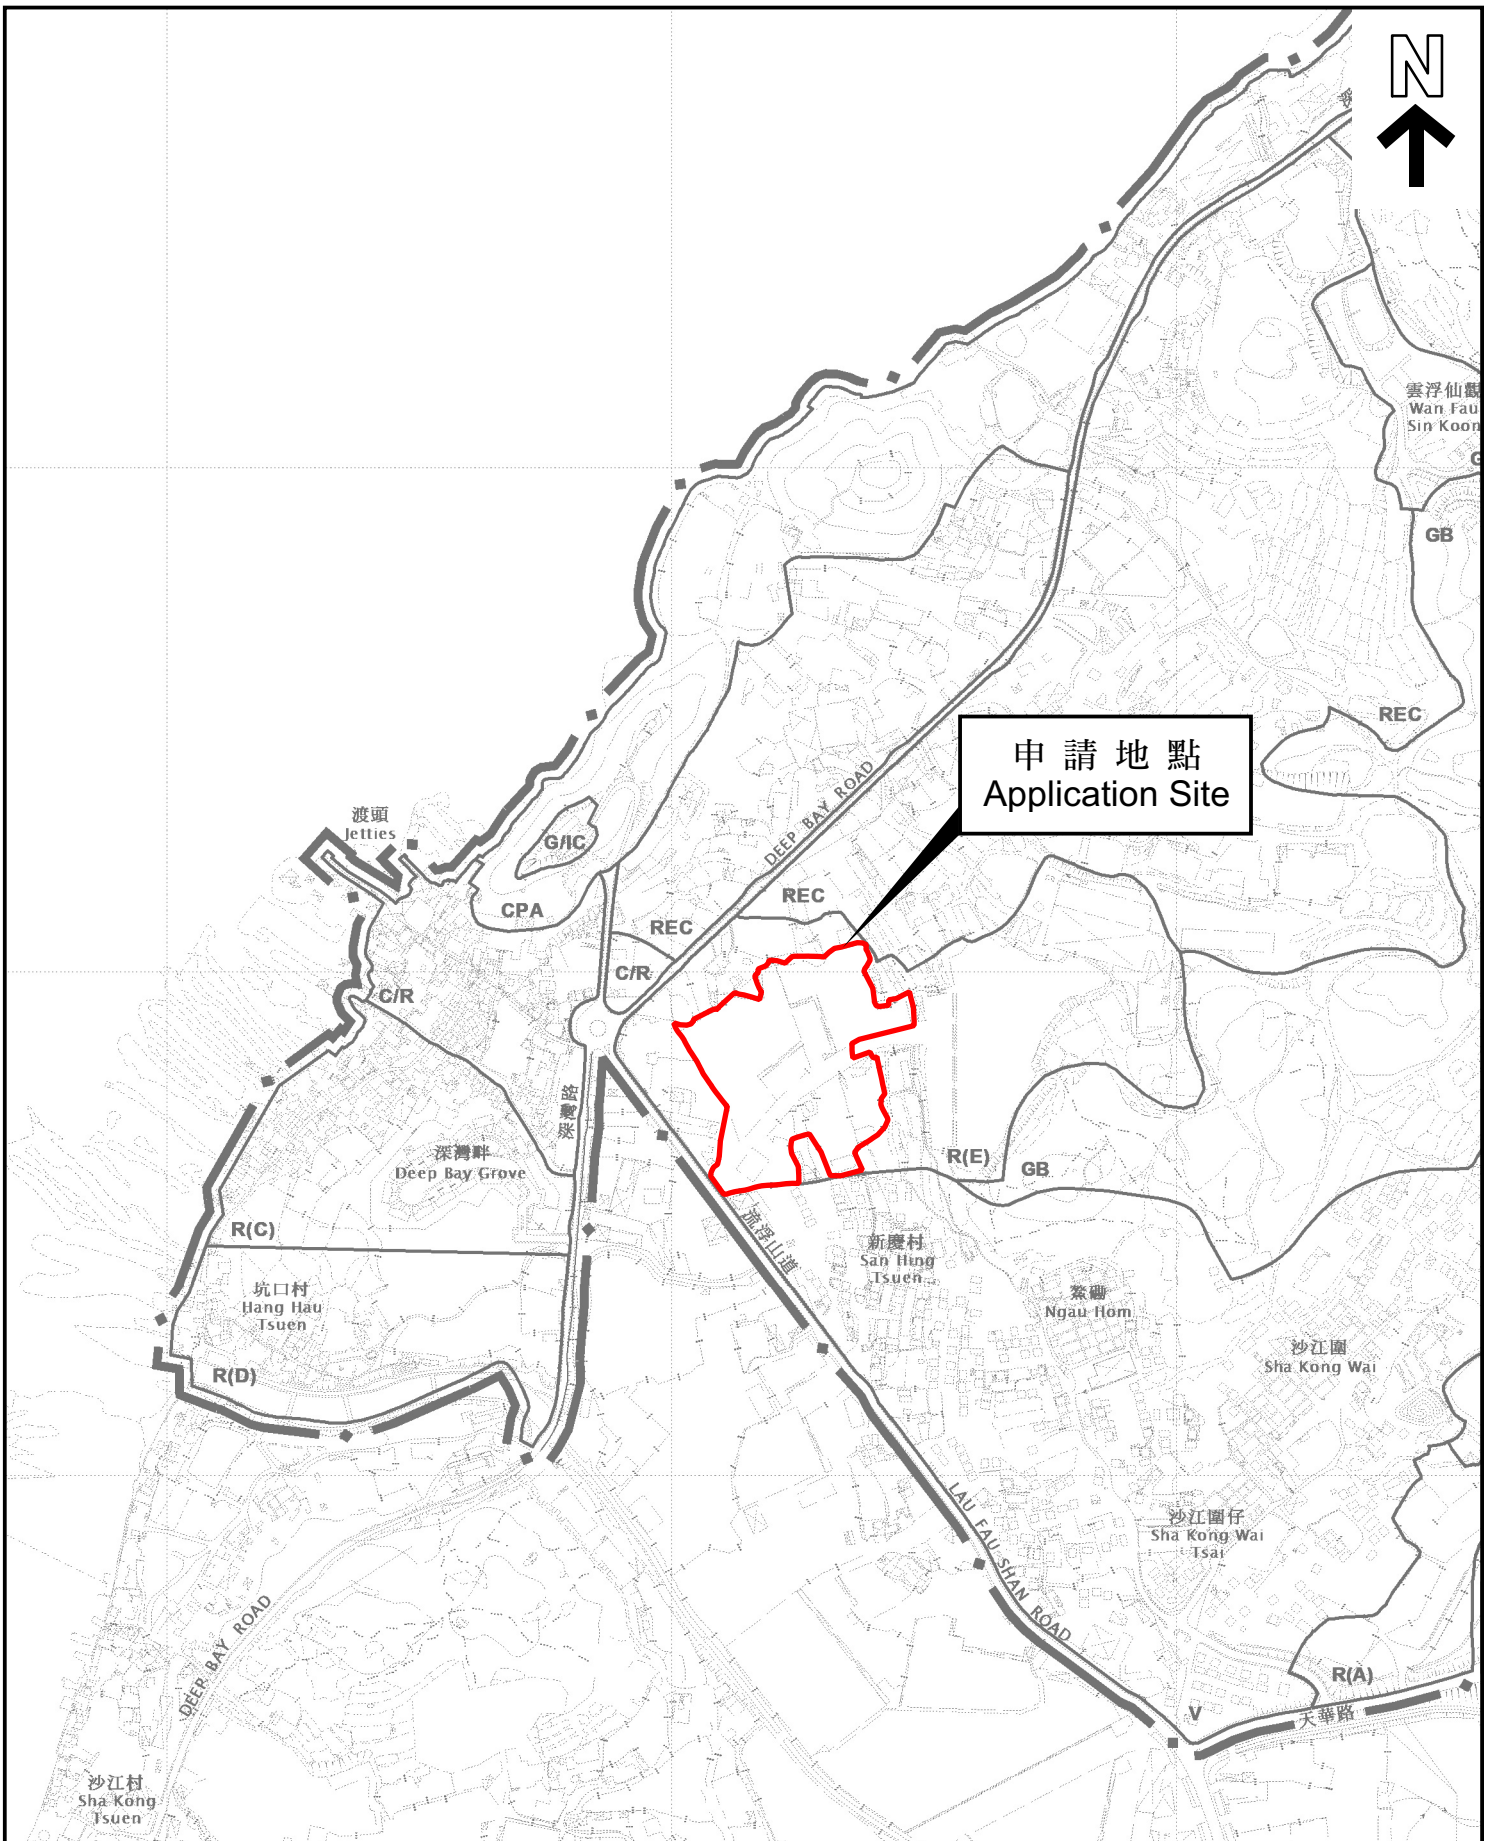 N
雲浮仙觀
Wan Fau
Sin Koon
GB
REC
申請地點
Application Site
DEEP BAY ROAD
渡頭
Jetties
G/IC
CPA
REC
REC
C/R
C/R
深灣路
深灣畔
Deep Bay Grove
R(E)
GB
R(C)
流浮山道
新慶村
San Hing
Tsuen
坑口村
Hang Hau
Tsuen
鰲磡
Ngau Hom
沙江圍
Sha Kong Wai
R(D)
LAU FAU SHAN ROAD
沙江圍仔
Sha Kong Wai
Tsai
DEEP BAY ROAD
R(A)
V
天華路
沙江村
Sha Kong
Tsuen